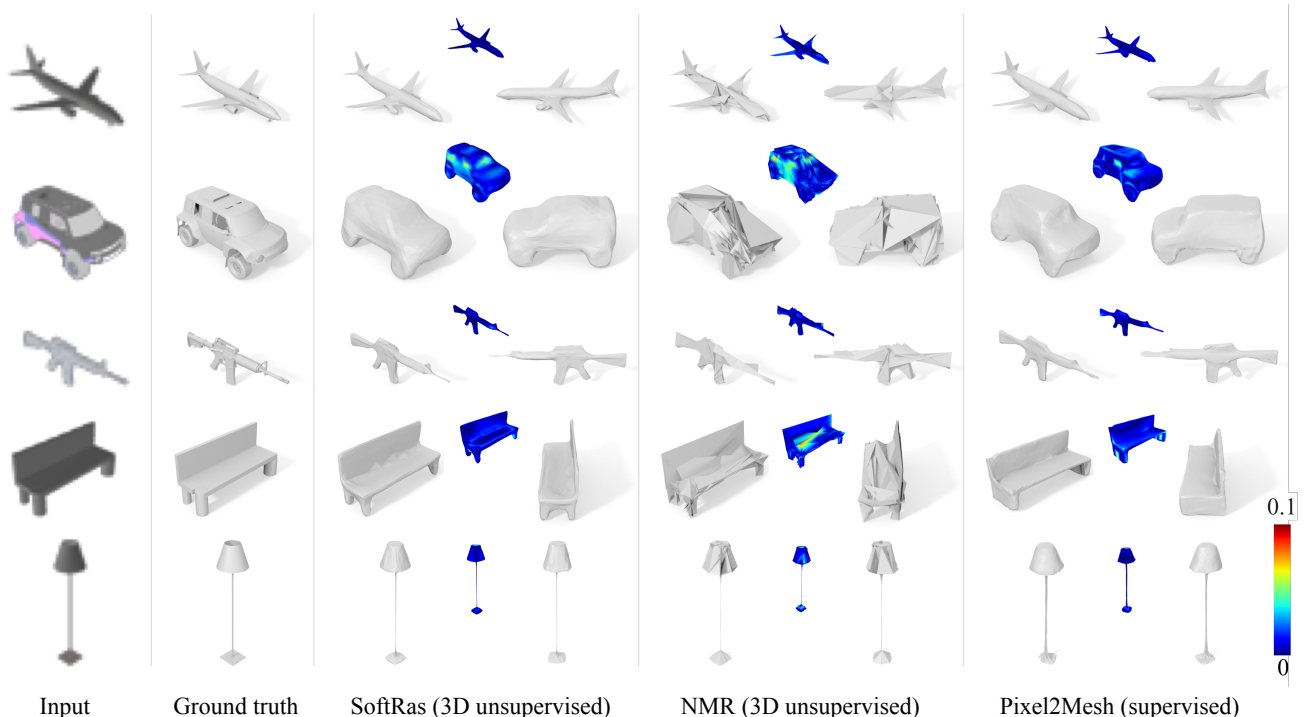 0.1
0
Input
Ground truth
SoftRas (3D unsupervised)
NMR (3D unsupervised)
Pixel2Mesh (supervised)